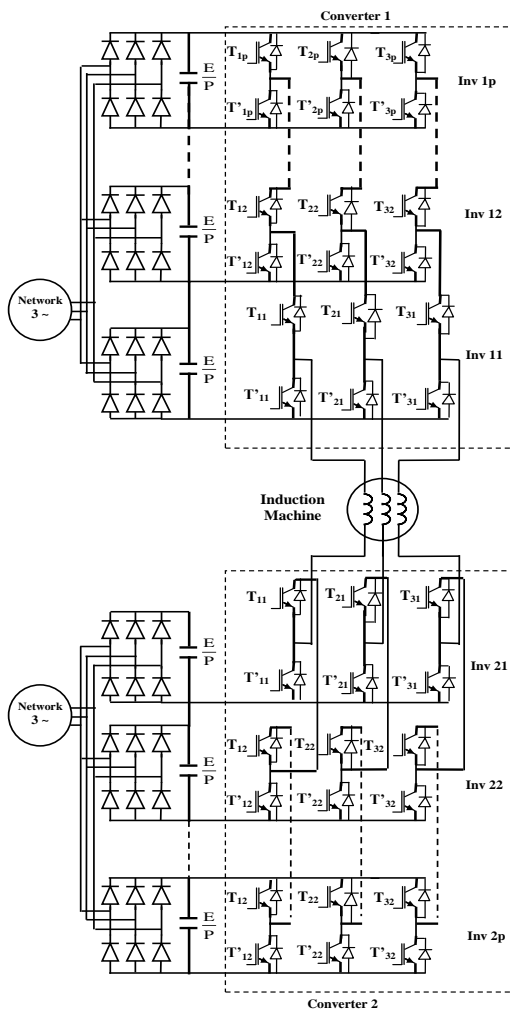 Converter 1
T1p T2p T3p
E/P
Inv 1p
T'1p T'2p T'3p
T12 T22 T32
E/P
Inv 12
T'12 T'22 T'32
Network
3 ~
T11 T21 T31
E/P
Inv 11
T'11 T'21 T'31
Induction
Machine
T11 T21 T31
E/P
Inv 21
T'11 T'21 T'31
Network
3 ~
T12 T22 T32
E/P
Inv 22
T'12 T'22 T'32
T12 T22 T32
E/P
Inv 2p
T'12 T'22 T'32
Converter 2